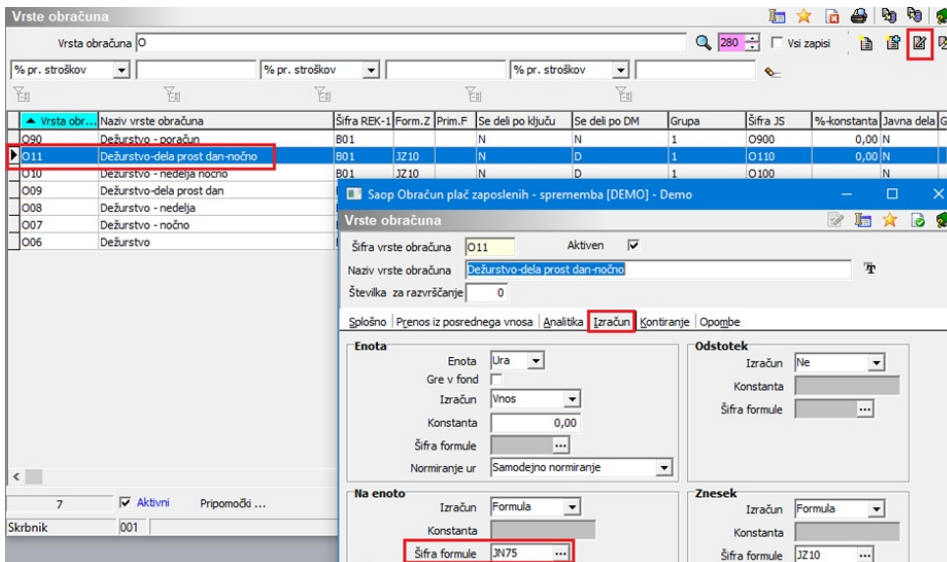 Vrste obračuna
Vrsta obračuna O 280 Vsi zapisi
% pr. stroškov % pr. stroškov % pr. stroškov
Vrsta obr... Naziv vrste obračuna Šifra REK-1 Form.Z Prim.F Se deli po ključu Se deli po DM Grupa Šifra JS %-konstanta Javna dela G
O90 Dežurstvo - poračun B01 N N 1 O900 0,00 N
O11 Dežurstvo-dela prost dan-nočno B01 JZ10 N D 1 O110 0,00 N
O10 Dežurstvo - nedelja nočno B01 JZ10 N D 1 O100 N
O09 Dežurstvo-dela prost dan
O08 Dežurstvo - nedelja
O07 Dežurstvo - nočno
O06 Dežurstvo
7 Aktivni Pripomočki ...
Skrbnik 001
Saop Obračun plač zaposlenih - sprememba [DEMO] - Demo
Vrste obračuna
Šifra vrste obračuna O11 Aktiven
Naziv vrste obračuna Dežurstvo-dela prost dan-nočno
Številka za razvrščanje 0
Splošno Prenos iz posrednega vnosa Analitika Izračun Kontiranje Opombe
Enota
Enota Ura
Gre v fond
Izračun Vnos
Konstanta 0,00
Šifra formule ...
Normiranje ur Samodejno normiranje
Odstotek
Izračun Ne
Konstanta
Šifra formule ...
Na enoto
Izračun Formula
Konstanta
Šifra formule JN75 ...
Znesek
Izračun Formula
Konstanta
Šifra formule JZ10 ...